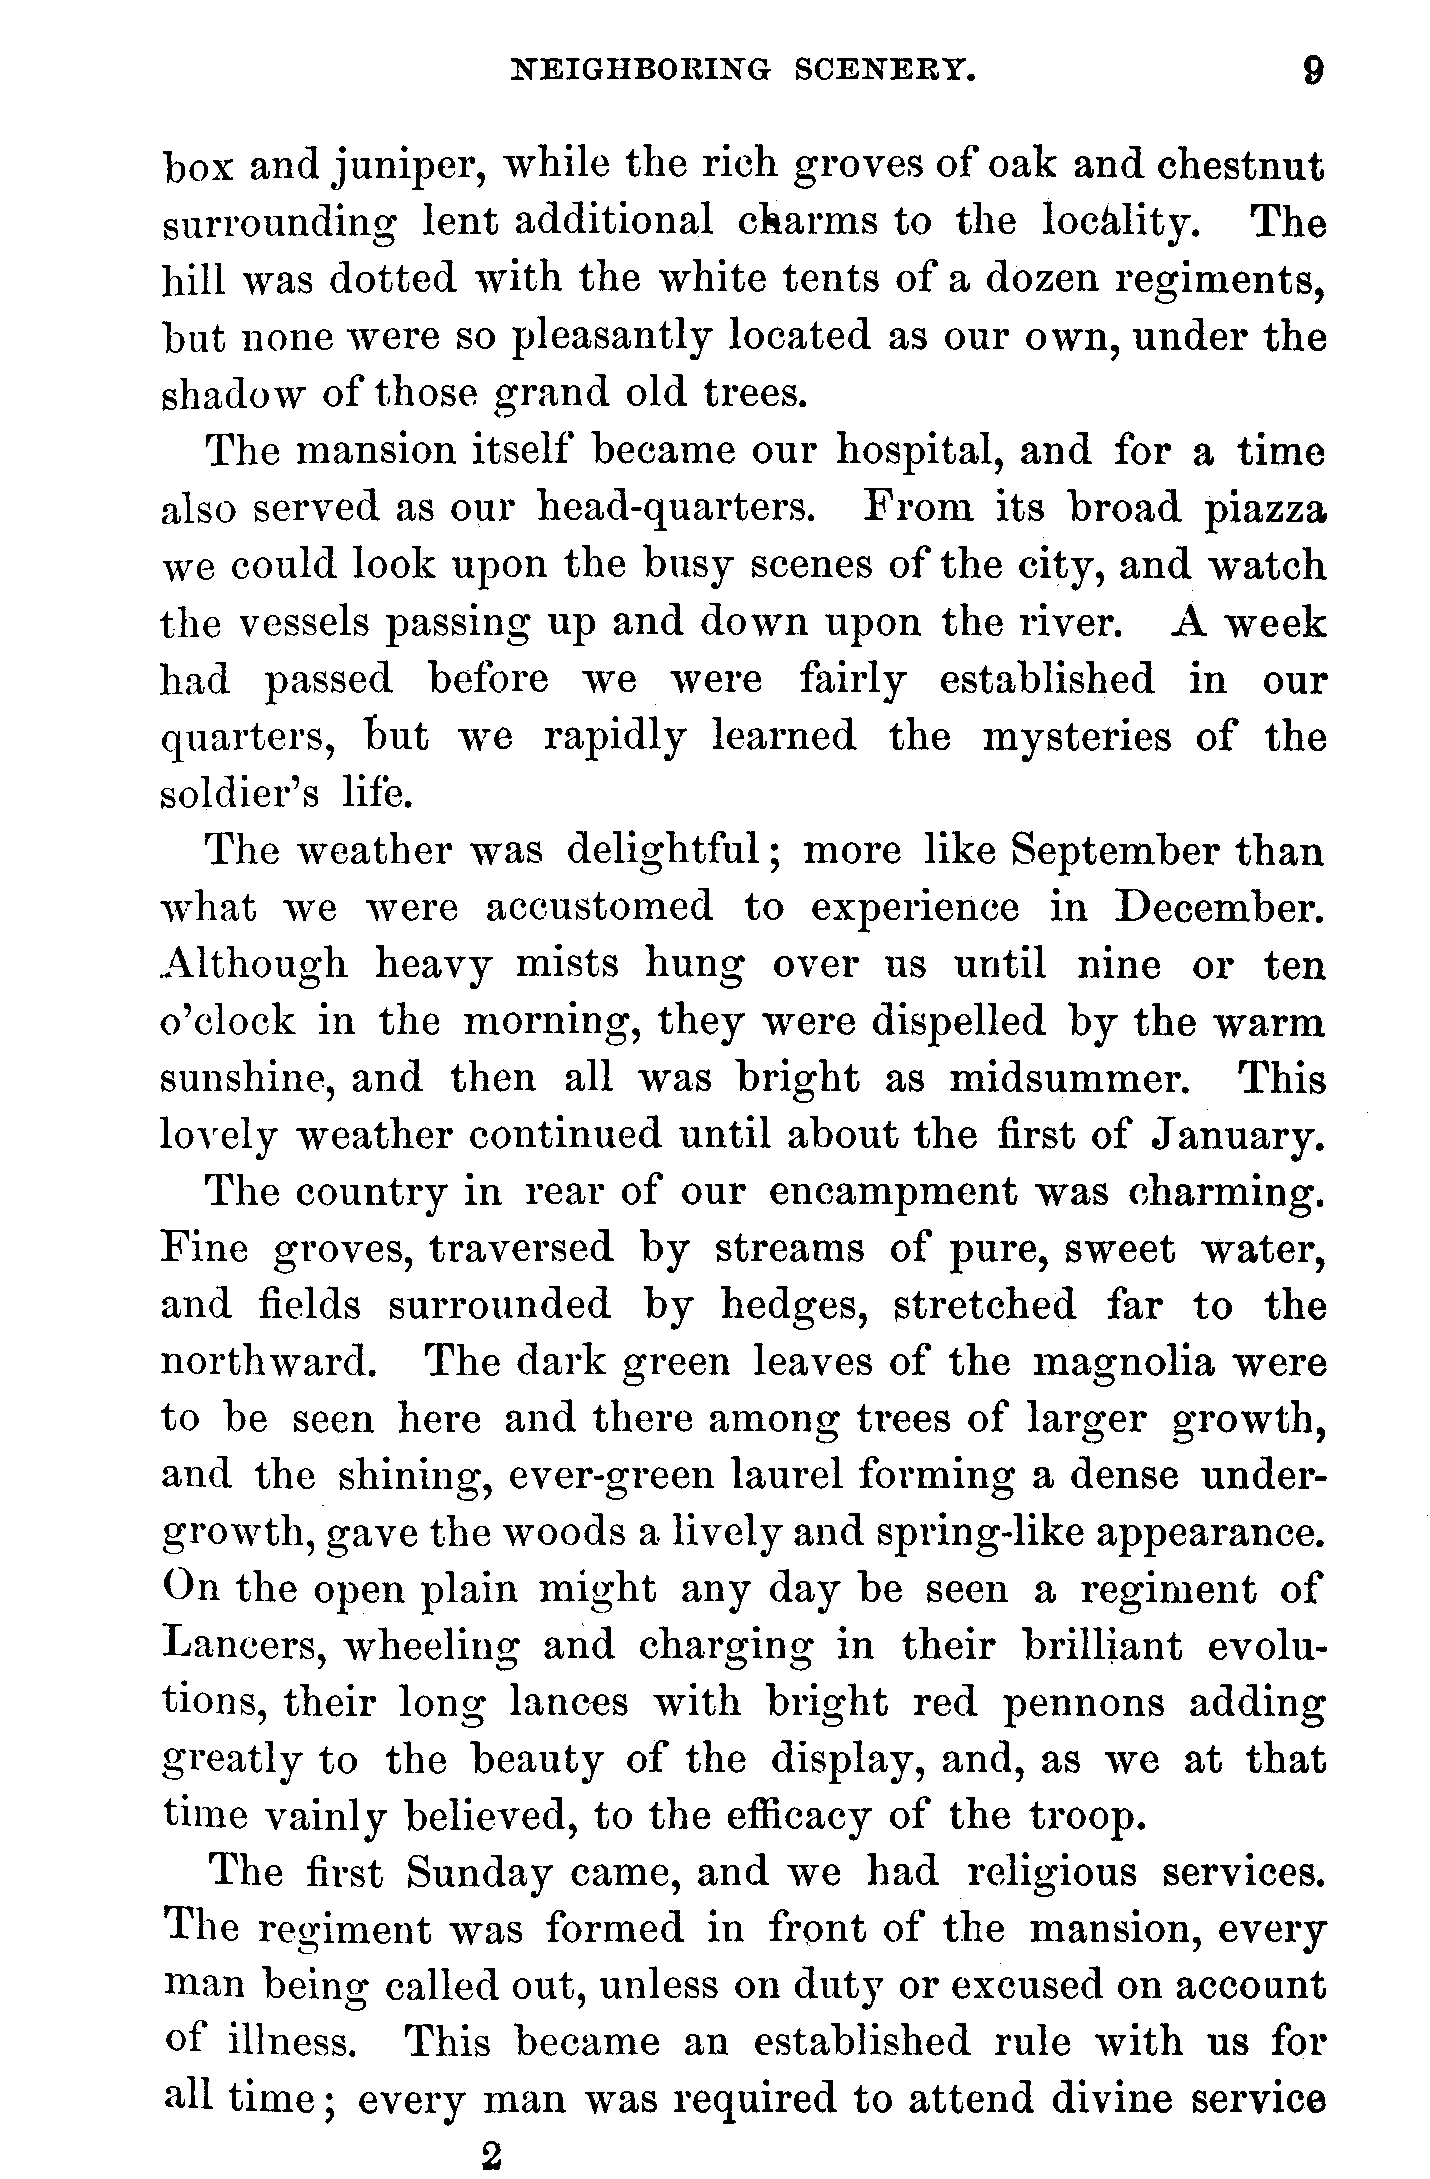 NEIGHBORING SCENERY. 9
box and juniper, while the rich groves of oak and chestnut
surrounding lent additional charms to the locality. The
hill was dotted with the white tents of a dozen regiments,
but none were so pleasantly located as our own, under the
shadow of those grand old trees.
The mansion itself became our hospital, and for a time
also served as our head-quarters. From its broad piazza
we could look upon the busy scenes of the city, and watch
the vessels passing up and down upon the river. A week
had passed before we were fairly established in our
quarters, but we rapidly learned the mysteries of the
soldier's life.
The weather was delightful; more like September than
what we were accustomed to experience in December.
Although heavy mists hung over us until nine or ten
o'clock in the morning, they were dispelled by the warm
sunshine, and then all was bright as midsummer. This
lovely weather continued until about the first of January.
The country in rear of our encampment was charming.
Fine groves, traversed by streams of pure, sweet water,
and fields surrounded by hedges, stretched far to the
northward. The dark green leaves of the magnolia were
to be seen here and there among trees of larger growth,
and the shining, ever-green laurel forming a dense under-
growth, gave the woods a lively and spring-like appearance.
On the open plain might any day be seen a regiment of
Lancers, wheeling and charging in their brilliant evolu-
tions, their long lances with bright red pennons adding
greatly to the beauty of the display, and, as we at that
time vainly believed, to the efficacy of the troop.
The first Sunday came, and we had religious services.
The regiment was formed in front of the mansion, every
man being called out, unless on duty or excused on account
of illness. This became an established rule with us for
all time; every man was required to attend divine service
2